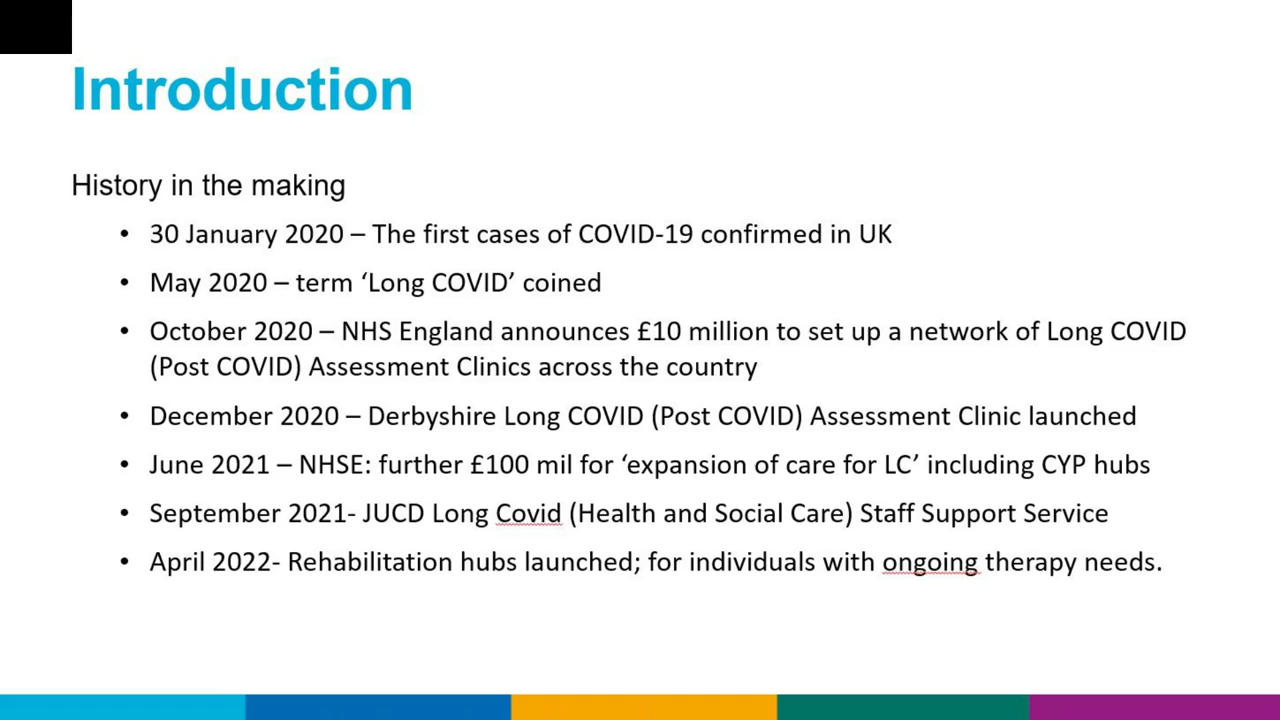 Introduction
History in the making
• 30 January 2020 – The first cases of COVID-19 confirmed in UK
• May 2020 – term ‘Long COVID’ coined
• October 2020 – NHS England announces £10 million to set up a network of Long COVID
(Post COVID) Assessment Clinics across the country
• December 2020 – Derbyshire Long COVID (Post COVID) Assessment Clinic launched
• June 2021 – NHSE: further £100 mil for ‘expansion of care for LC’ including CYP hubs
• September 2021- JUCD Long Covid (Health and Social Care) Staff Support Service
• April 2022- Rehabilitation hubs launched; for individuals with ongoing therapy needs.